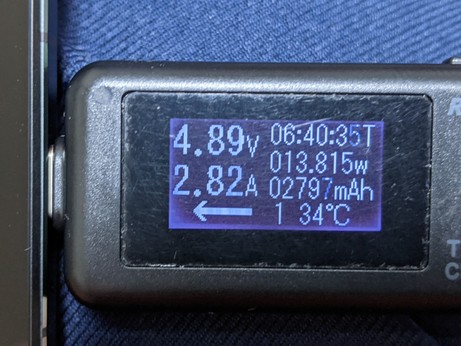 4.89V 06:40:35T
013.815W
2.82A 02797mAh
← 1 34°C